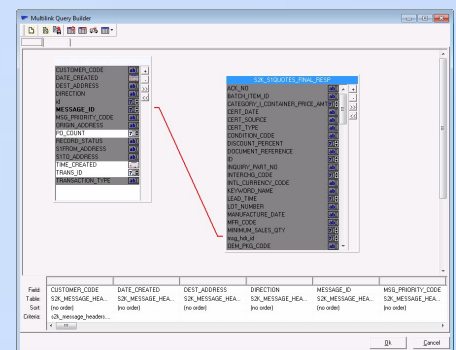 Multilink Query Builder
CUSTOMER_CODE
DATE_CREATED
DEST_ADDRESS
DIRECTION
id
MESSAGE_ID
MSG_PRIORITY_CODE
ORIGIN_ADDRESS
PO_COUNT
RECORD_STATUS
SYFROM_ADDRESS
SYTO_ADDRESS
TIME_CREATED
TRANS_ID
TRANSACTION_TYPE
S2K_S1QUOTES_FINAL_RESP
ACK_NO
BATCH_ITEM_ID
CATEGORY_I_CONTAINER_PRICE_AMT
CERT_DATE
CERT_SOURCE
CERT_TYPE
CONDITION_CODE
DISCOUNT_PERCENT
DOCUMENT_REFERENCE
ID
INQUIRY_PART_NO
INTERCHG_CODE
INTL_CURRENCY_CODE
KEYWORD_NAME
LEAD_TIME
LOT_NUMBER
MANUFACTURE_DATE
MFR_CODE
MINIMUM_SALES_QTY
msg_hdr_id
OEM_PKG_CODE
Field CUSTOMER_CODE DATE_CREATED DEST_ADDRESS DIRECTION MESSAGE_ID MSG_PRIORITY_CODE
Table S2K_MESSAGE_HEA... S2K_MESSAGE_HEA... S2K_MESSAGE_HEA... S2K_MESSAGE_HEA... S2K_MESSAGE_HEA... S2K_MESSAGE_HEA...
Sort (no order) (no order) (no order) (no order) (no order) (no order)
Criteria s2k_message_headers....
Ok Cancel